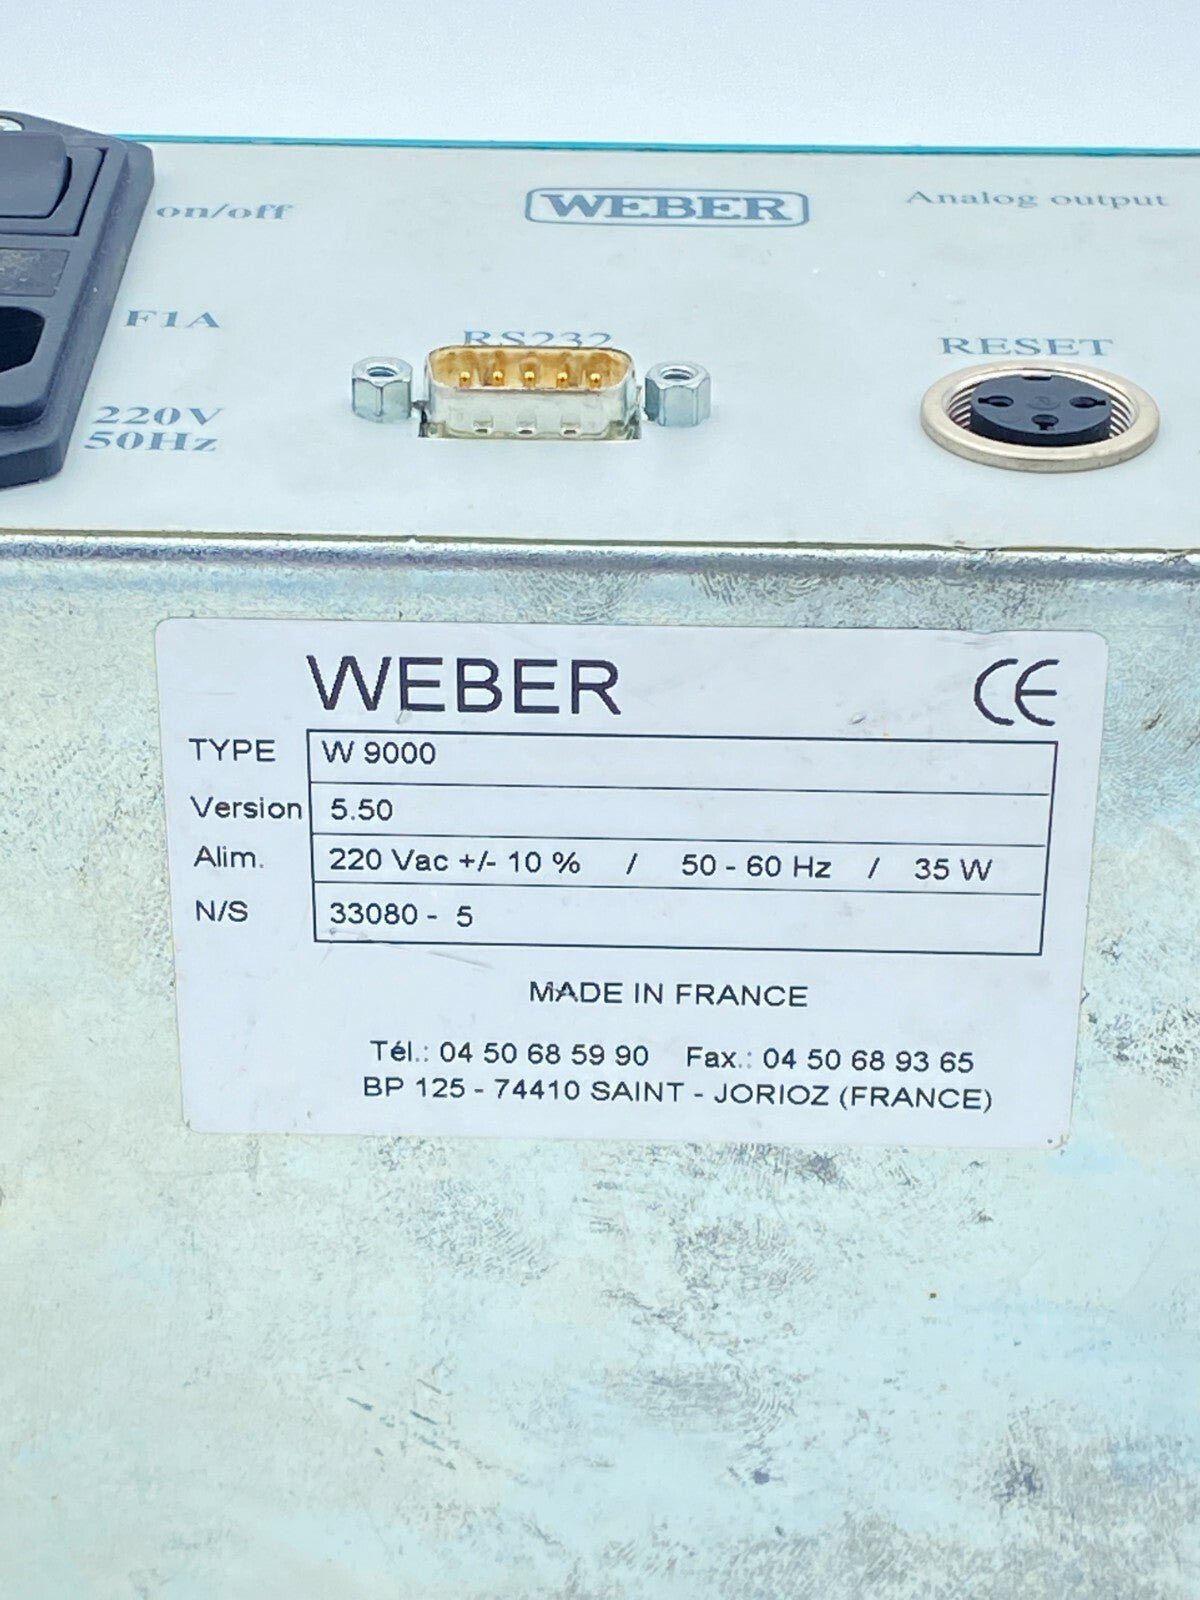 on/off
WEBER
Analog output
F1A
RS232
RESET
220V
50Hz
WEBER
CE
TYPE W 9000
Version 5.50
Alim. 220 Vac +/- 10 % / 50 - 60 Hz / 35 W
N/S 33080 - 5
MADE IN FRANCE
Tél.: 04 50 68 59 90 Fax.: 04 50 68 93 65
BP 125 - 74410 SAINT - JORIOZ (FRANCE)